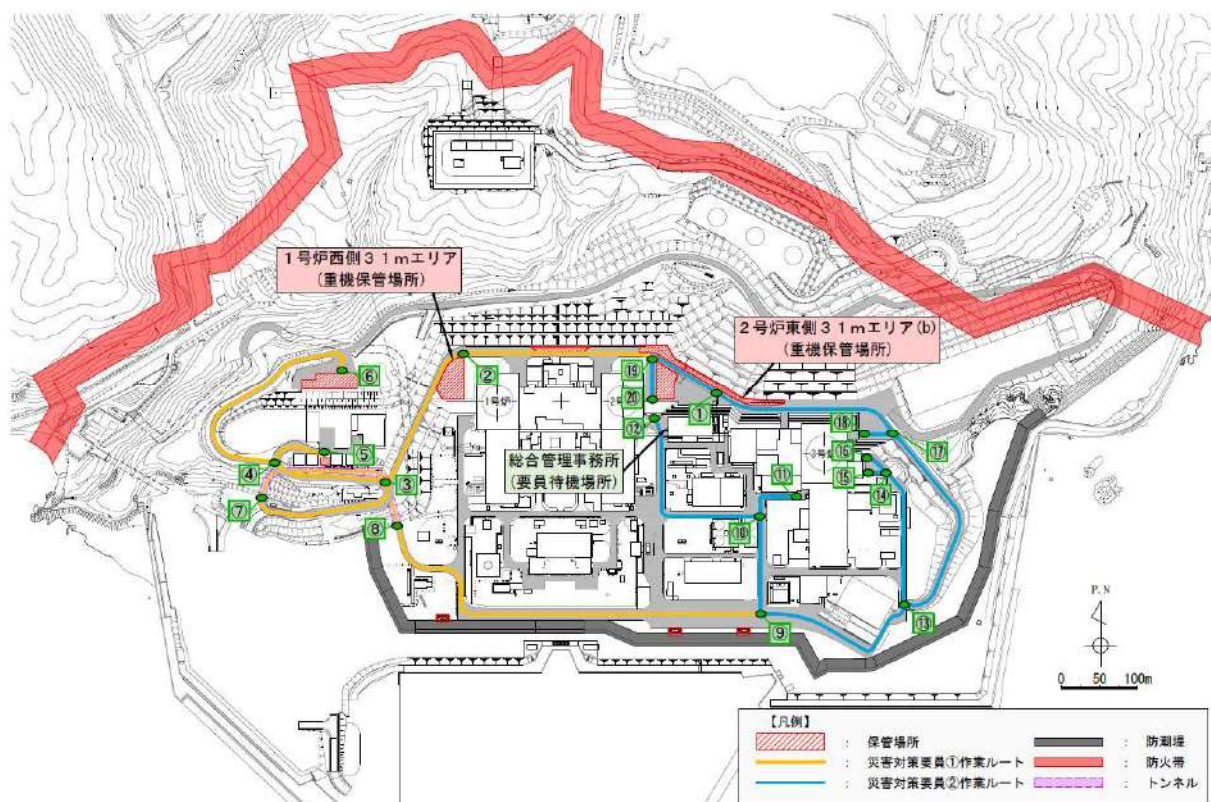 1号炉西側31mエリア
(重機保管場所)
2号炉東側31mエリア(b)
(重機保管場所)
⑥
②
1号炉
⑲
2号
⑳
①
⑫
総合管理事務所
(要員待機場所)
⑱
⑯
3号
⑰
⑮
⑭
④
⑤
⑪
③
⑦
⑧
⑩
⑬
⑨
P.N
0 50 100m
【凡例】
: 保管場所
: 防潮堤
: 災害対策要員①作業ルート
: 防火帯
: 災害対策要員②作業ルート
: トンネル